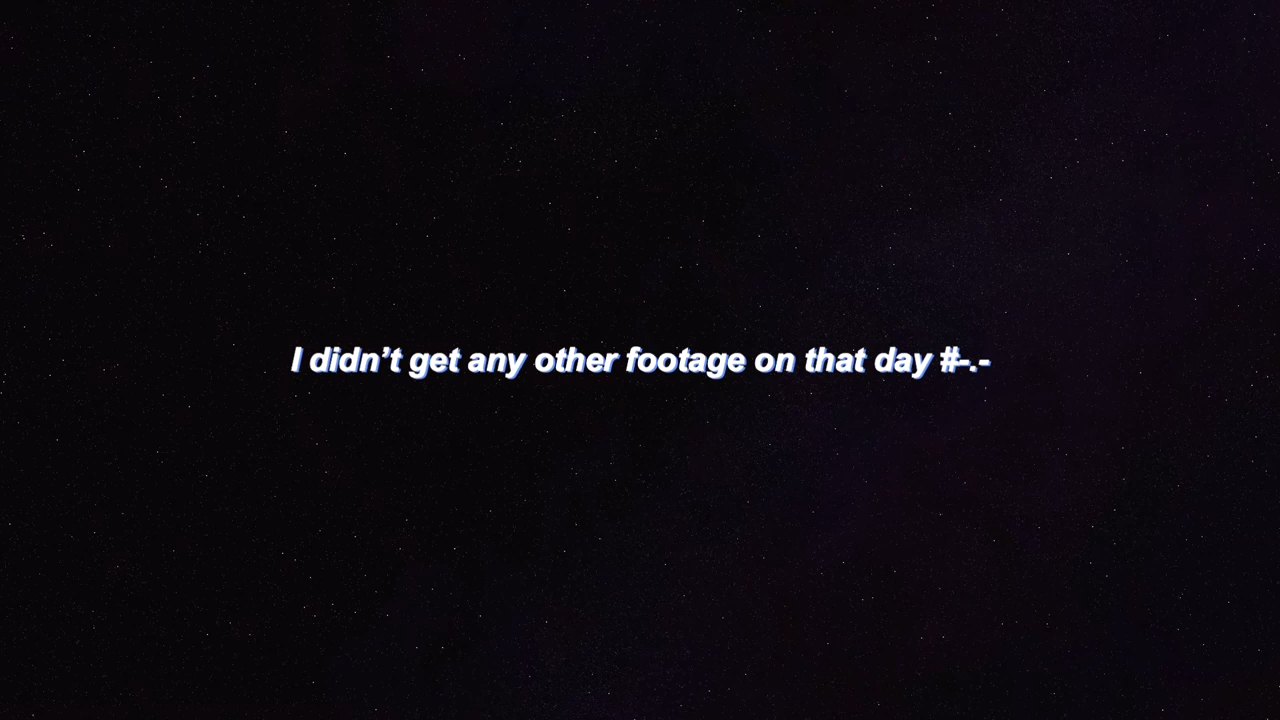 I didn’t get any other footage on that day #-.-